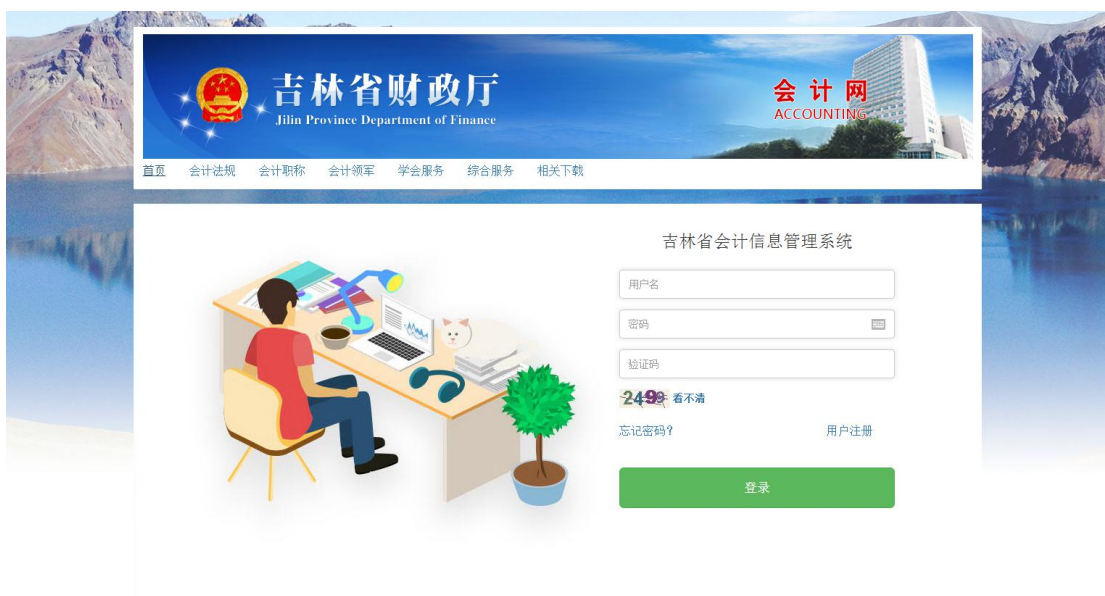 吉林省财政厅
Jilin Province Department of Finance
会计网
ACCOUNTING
首页 会计法规 会计职称 会计领军 学会服务 综合服务 相关下载
吉林省会计信息管理系统
用户名
密码
验证码
2499 看不清
忘记密码? 用户注册
登录